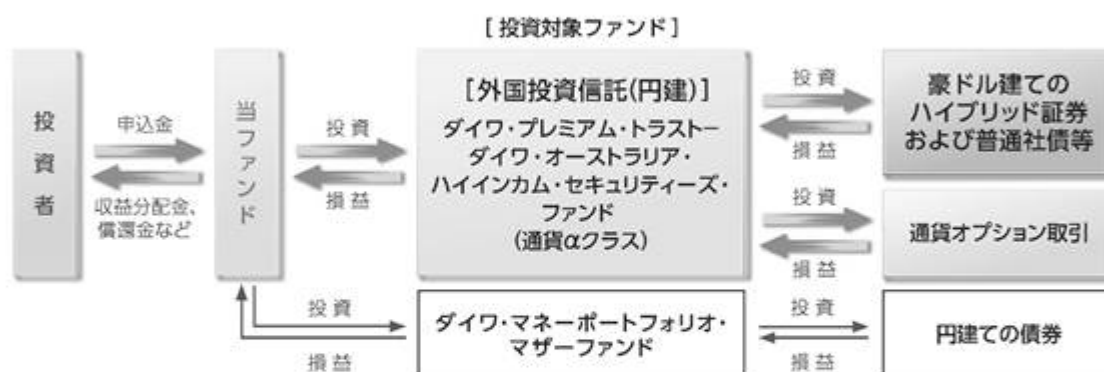 [投資対象ファンド]
投資者
申込金
収益分配金、
償還金など
当ファンド
投資
損益
[外国投資信託(円建)]
ダイワ・プレミアム・トラストー
ダイワ・オーストラリア・
ハイインカム・セキュリティーズ・
ファンド
(通貨αクラス)
投資
損益
豪ドル建ての
ハイブリッド証券
および普通社債等
投資
損益
通貨オプション取引
投資
損益
ダイワ・マネーポートフォリオ・
マザーファンド
投資
損益
円建ての債券